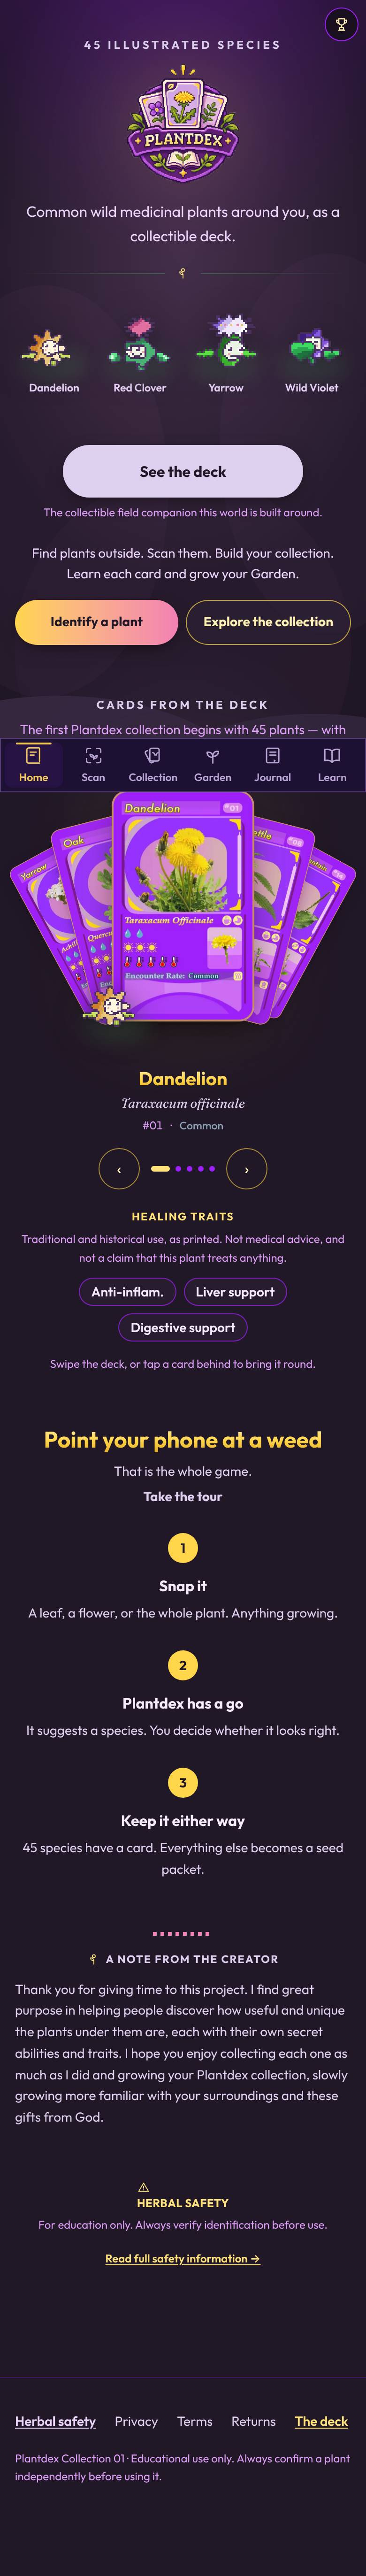 45 ILLUSTRATED SPECIES
PLANTDEX
Common wild medicinal plants around you, as a
collectible deck.
Dandelion
Red Clover
Yarrow
Wild Violet
See the deck
The collectible field companion this world is built around.
Find plants outside. Scan them. Build your collection.
Learn each card and grow your Garden.
Identify a plant
Explore the collection
CARDS FROM THE DECK
The first Plantdex collection begins with 45 plants — with
Home
Scan
Collection
Garden
Journal
Learn
Yarrow
Oak
Dandelion
#01
Taraxacum Officinale
Encounter Rate: Common
Dandelion
Taraxacum officinale
#01 · Common
‹
›
HEALING TRAITS
Traditional and historical use, as printed. Not medical advice, and
not a claim that this plant treats anything.
Anti-inflam.
Liver support
Digestive support
Swipe the deck, or tap a card behind to bring it round.
Point your phone at a weed
That is the whole game.
Take the tour
1
Snap it
A leaf, a flower, or the whole plant. Anything growing.
2
Plantdex has a go
It suggests a species. You decide whether it looks right.
3
Keep it either way
45 species have a card. Everything else becomes a seed
packet.
A NOTE FROM THE CREATOR
Thank you for giving time to this project. I find great
purpose in helping people discover how useful and unique
the plants under them are, each with their own secret
abilities and traits. I hope you enjoy collecting each one as
much as I did and growing your Plantdex collection, slowly
growing more familiar with your surroundings and these
gifts from God.
HERBAL SAFETY
For education only. Always verify identification before use.
Read full safety information →
Herbal safety
Privacy
Terms
Returns
The deck
Plantdex Collection 01 · Educational use only. Always confirm a plant
independently before using it.